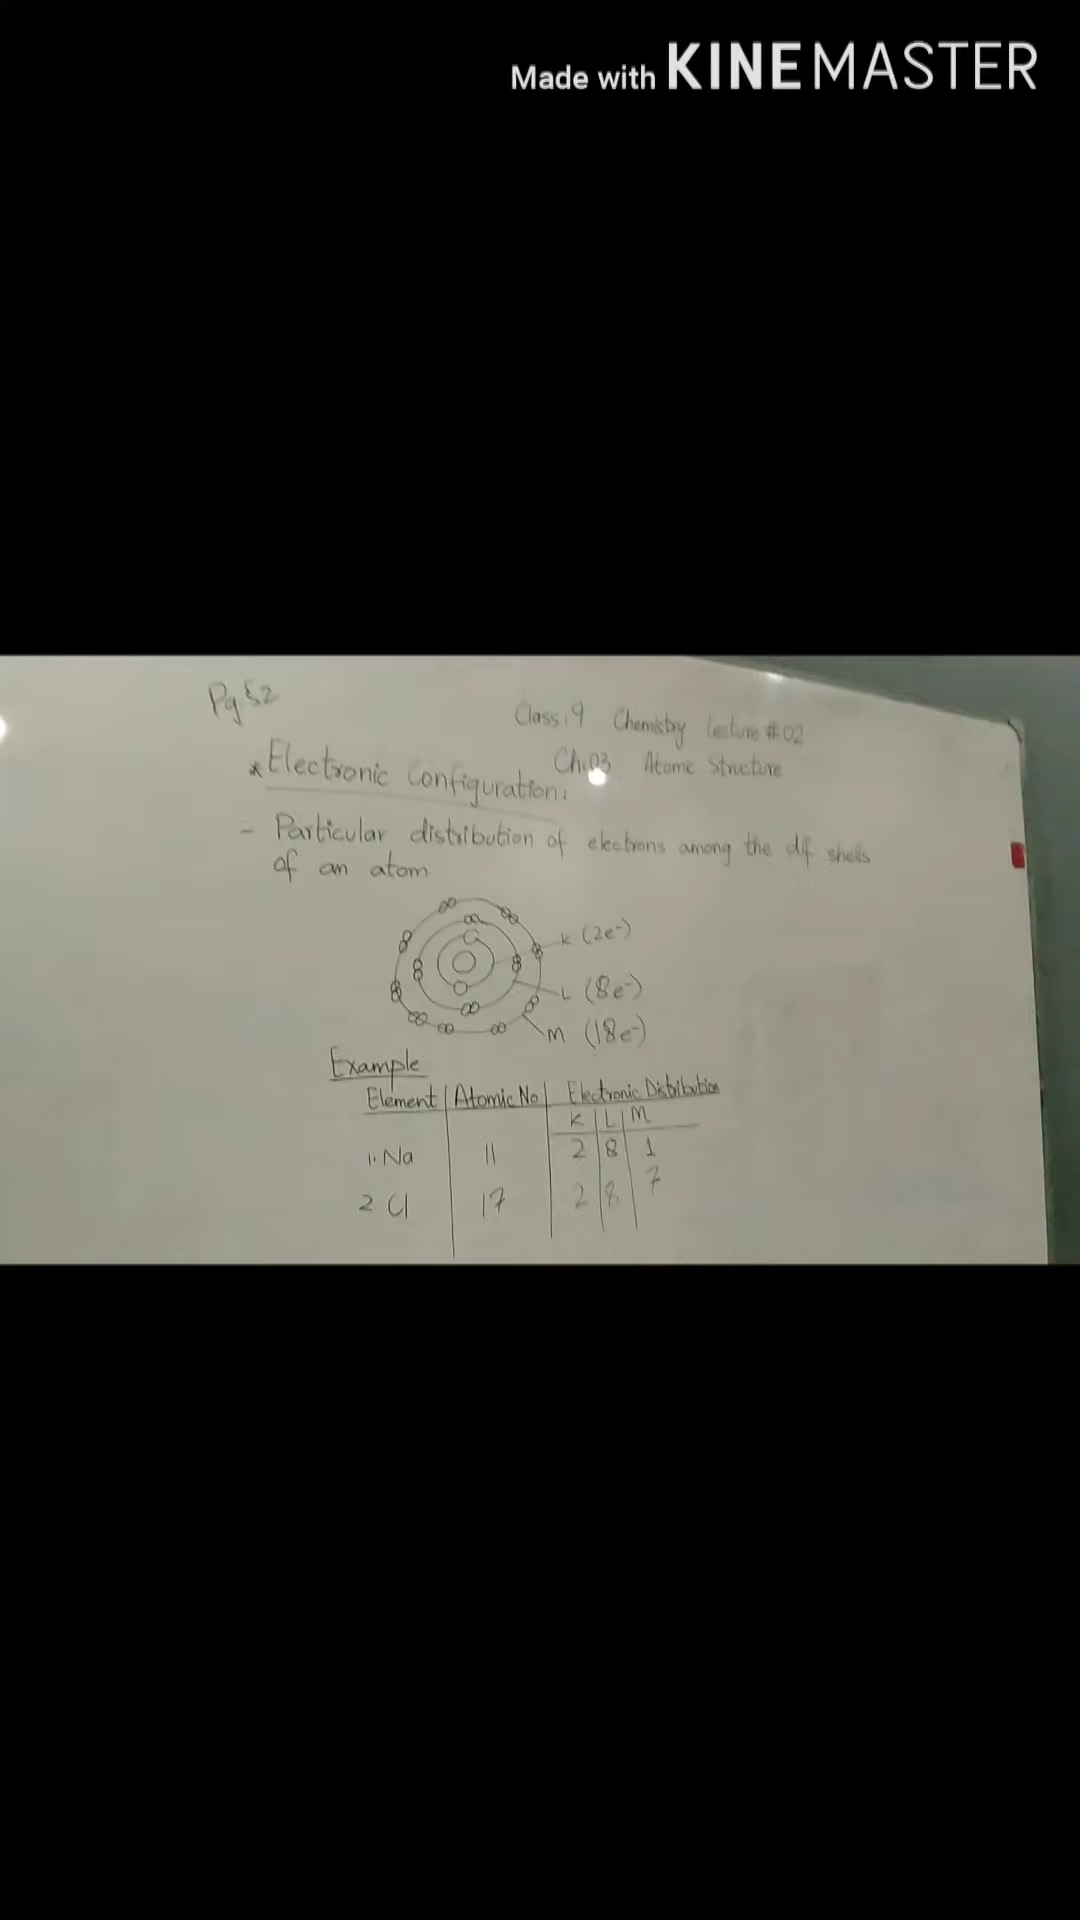 Made with KINEMASTER
Pg 52
Class:9 Chemistry Lecture #02
Ch:03 Atomic Structure
*Electronic Configuration:
- Particular distribution of electrons among the dif shells
of an atom
K (2e-)
L (8e-)
M (18e-)
Example
Element Atomic No Electronic Distribution
K L M
1. Na 11 2 8 1
2 Cl 17 2 8 7